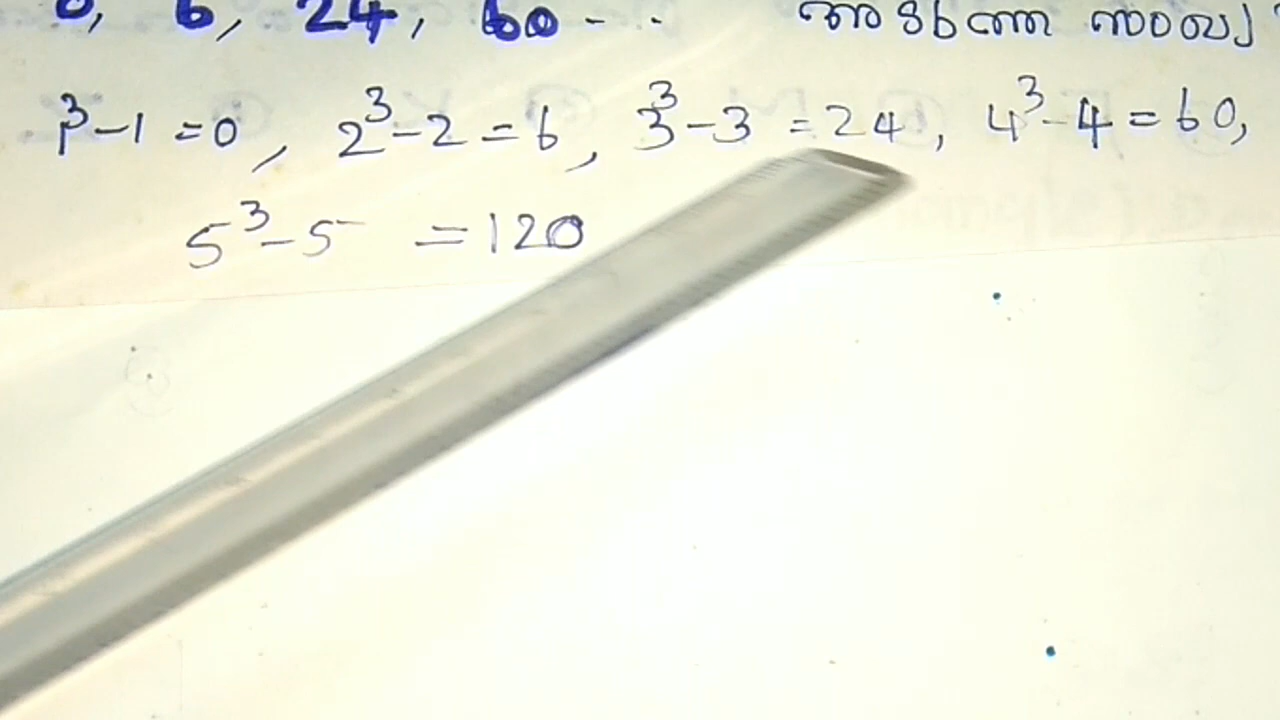 0, 6, 24, 60 - - അടുത്ത സംഖ്യ
1³-1 = 0, 2³-2 = 6, 3³-3 = 24, 4³-4 = 60,
5³-5 = 120